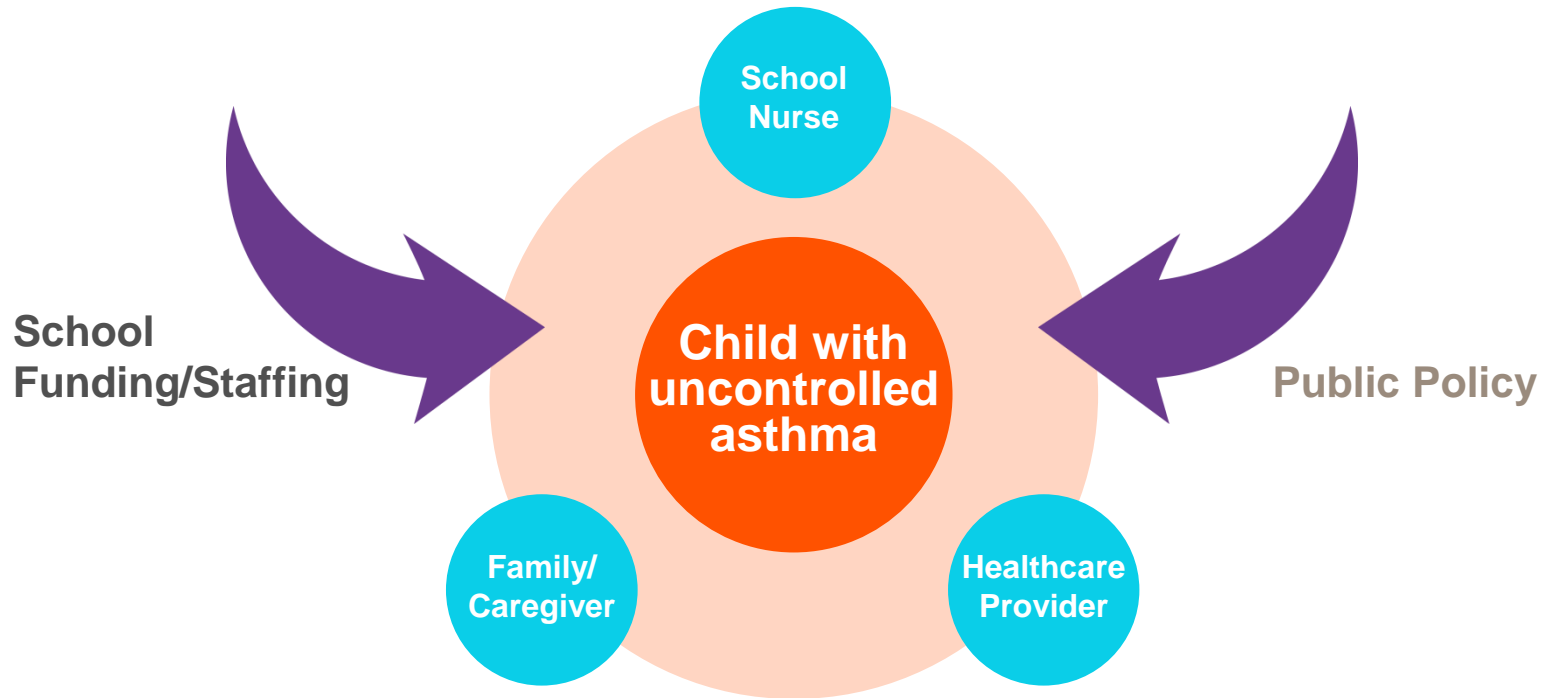 School
Nurse
School
Funding/Staffing
Child with
uncontrolled
asthma
Public Policy
Family/
Caregiver
Healthcare
Provider